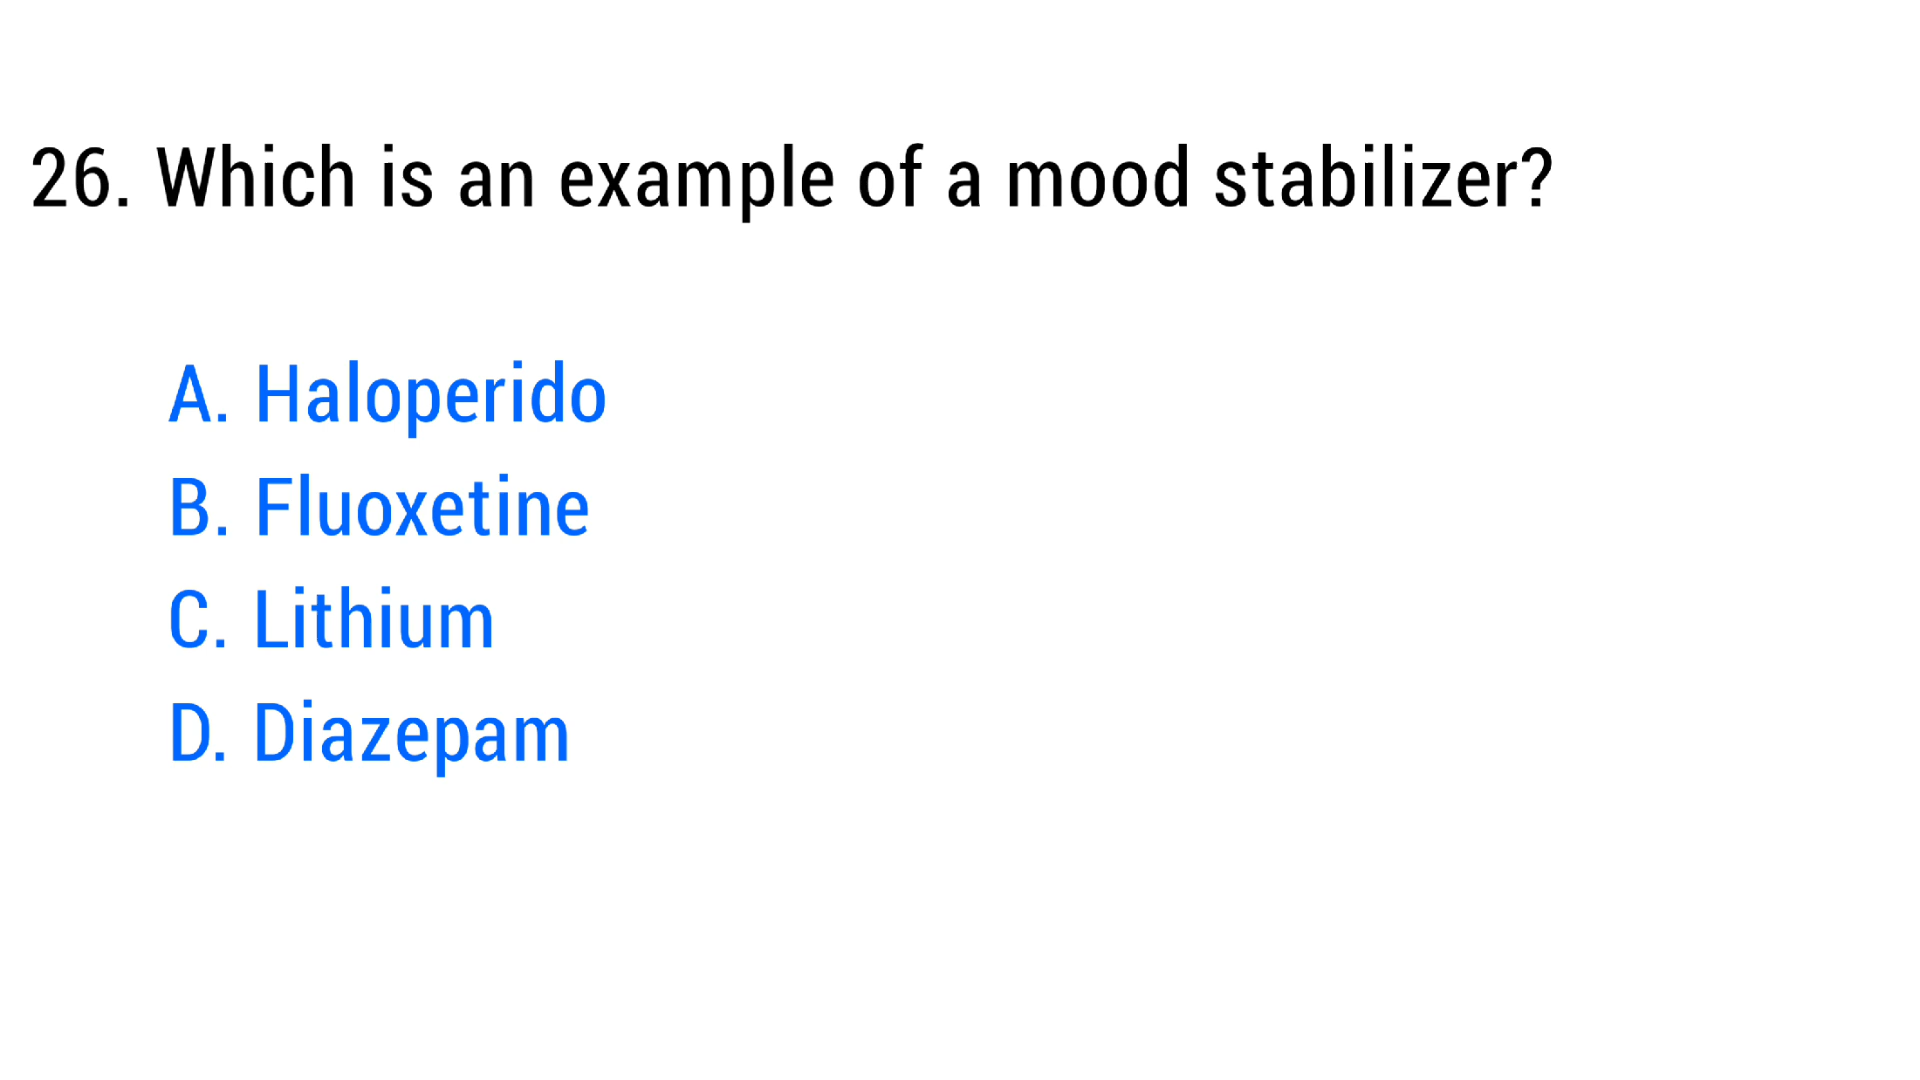 26. Which is an example of a mood stabilizer?
A. Haloperido
B. Fluoxetine
C. Lithium
D. Diazepam